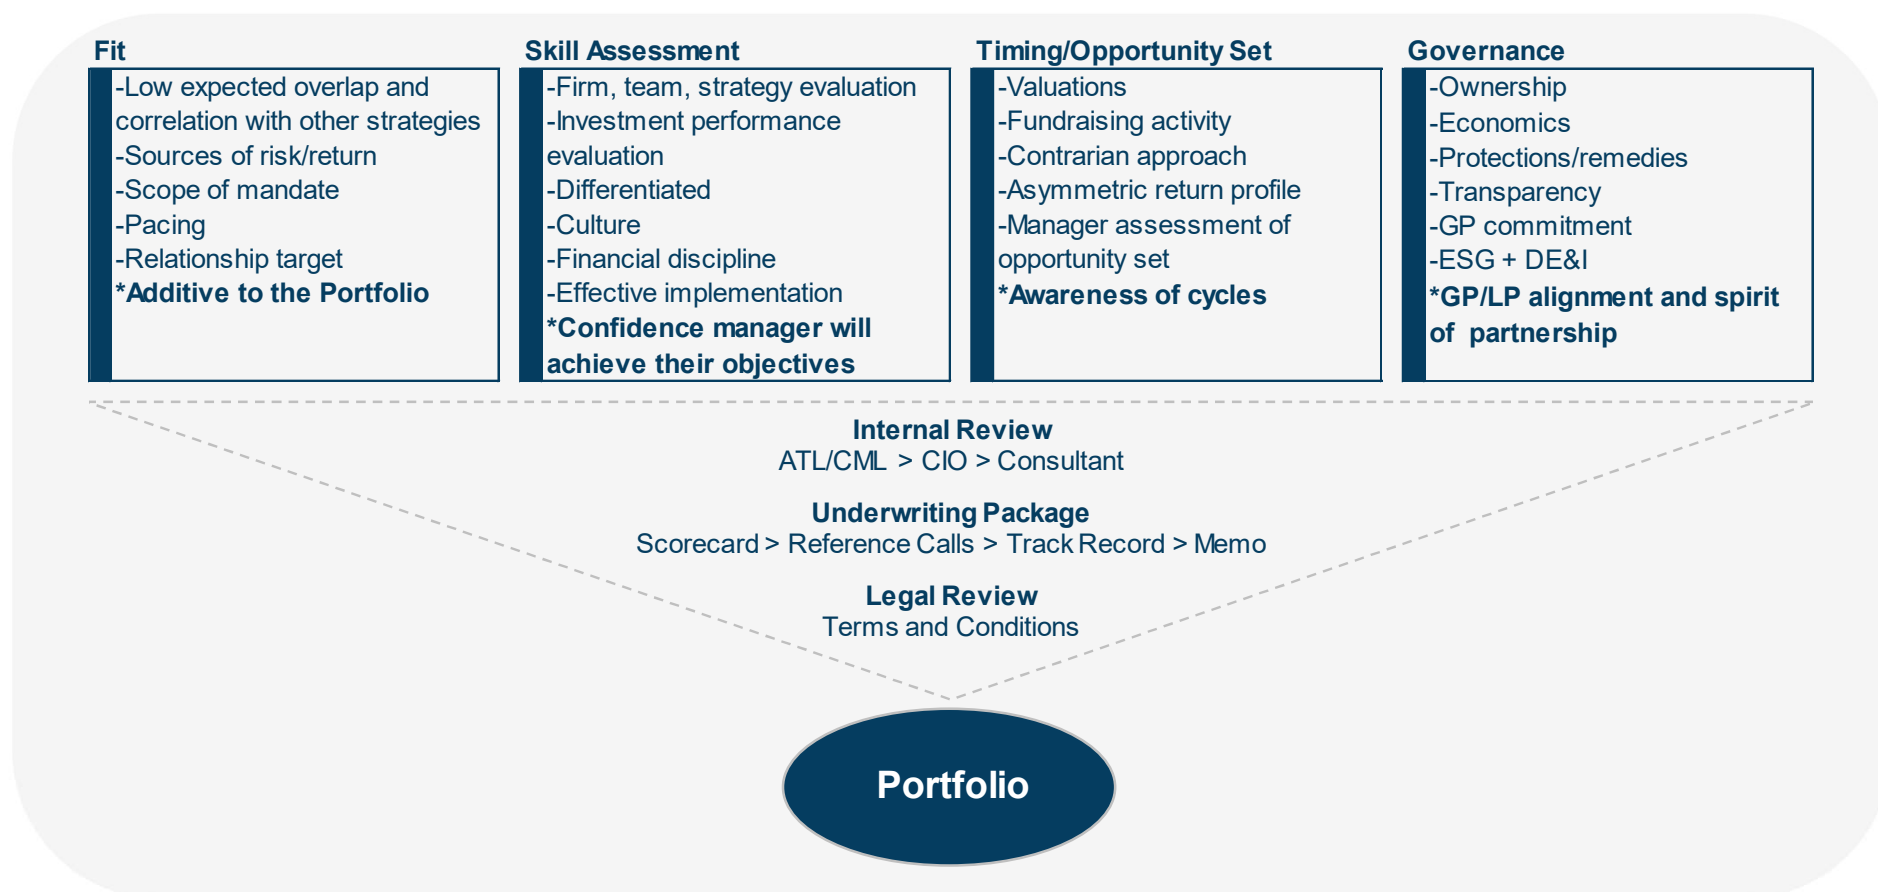 Fit
-Low expected overlap and
correlation with other strategies
-Sources of risk/return
-Scope of mandate
-Pacing
-Relationship target
*Additive to the Portfolio
Skill Assessment
-Firm, team, strategy evaluation
-Investment performance
evaluation
-Differentiated
-Culture
-Financial discipline
-Effective implementation
*Confidence manager will
achieve their objectives
Timing/Opportunity Set
-Valuations
-Fundraising activity
-Contrarian approach
-Asymmetric return profile
-Manager assessment of
opportunity set
*Awareness of cycles
Governance
-Ownership
-Economics
-Protections/remedies
-Transparency
-GP commitment
-ESG + DE&I
*GP/LP alignment and spirit
of partnership
Internal Review
ATL/CML > CIO > Consultant
Underwriting Package
Scorecard > Reference Calls > Track Record > Memo
Legal Review
Terms and Conditions
Portfolio